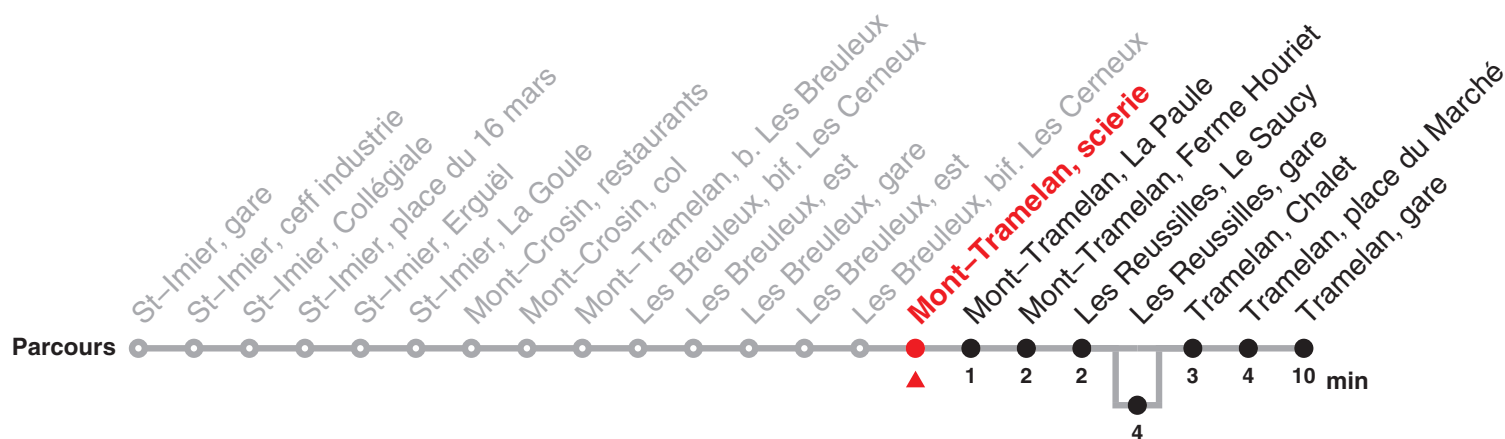 St-Imier, gare
St-Imier, ceff industrie
St-Imier, Collégiale
St-Imier, place du 16 mars
St-Imier, Erguël
St-Imier, La Goule
Mont-Crosin, restaurants
Mont-Crosin, col
Mont-Tramelan, b. Les Breuleux
Les Breuleux, bif. Les Cerneux
Les Breuleux, est
Les Breuleux, gare
Les Breuleux, est
Les Breuleux, bif. Les Cerneux
Mont-Tramelan, scierie
Mont-Tramelan, La Paule
Mont-Tramelan, Ferme Houriet
Les Reussilles, Le Saucy
Les Reussilles, gare
Tramelan, Chalet
Tramelan, place du Marché
Tramelan, gare
Parcours
1 2 2 3 4 10 min
4